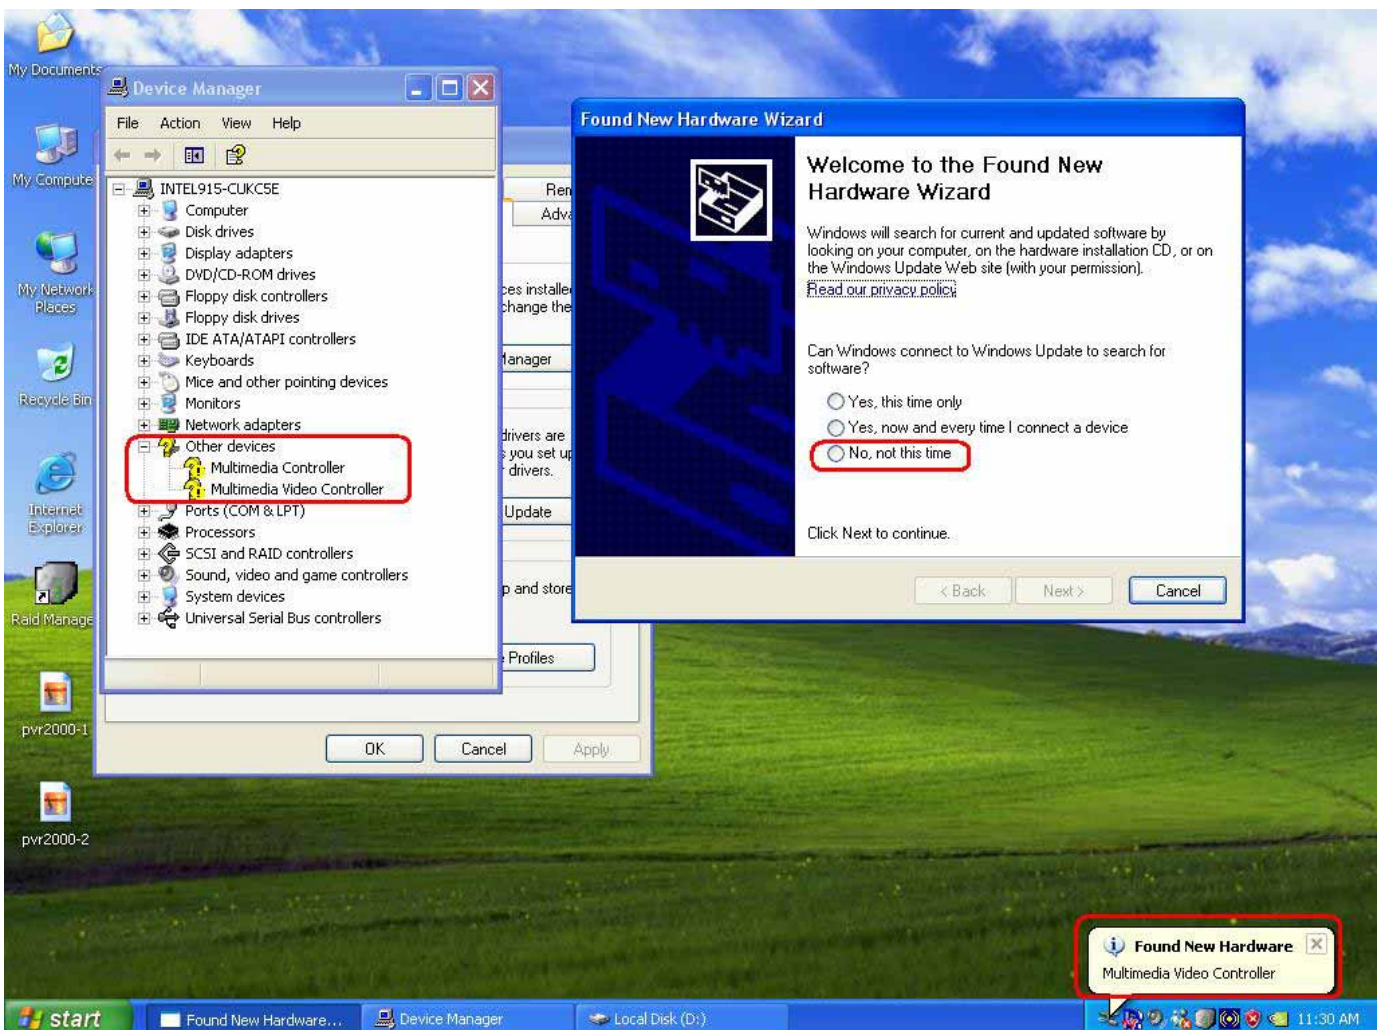 My Documents
My Compute
My Network
Places
Recycle Bin
Internet
Explorer
Raid Manage
pvr2000-1
pvr2000-2
Device Manager
File Action View Help
INTEL915-CUKC5E
Computer
Disk drives
Display adapters
DVD/CD-ROM drives
Floppy disk controllers
Floppy disk drives
IDE ATA/ATAPI controllers
Keyboards
Mice and other pointing devices
Monitors
Network adapters
Other devices
Multimedia Controller
Multimedia Video Controller
Ports (COM & LPT)
Processors
SCSI and RAID controllers
Sound, video and game controllers
System devices
Universal Serial Bus controllers
Rem
Adva
ces installe
change the
Manager
drivers are
s you set up
drivers.
Update
p and store
Profiles
OK Cancel Apply
Found New Hardware Wizard
Welcome to the Found New
Hardware Wizard
Windows will search for current and updated software by
looking on your computer, on the hardware installation CD, or on
the Windows Update Web site (with your permission).
Read our privacy policy
Can Windows connect to Windows Update to search for
software?
Yes, this time only
Yes, now and every time I connect a device
No, not this time
Click Next to continue.
< Back Next > Cancel
Found New Hardware
Multimedia Video Controller
start Found New Hardware... Device Manager Local Disk (D:) 11:30 AM